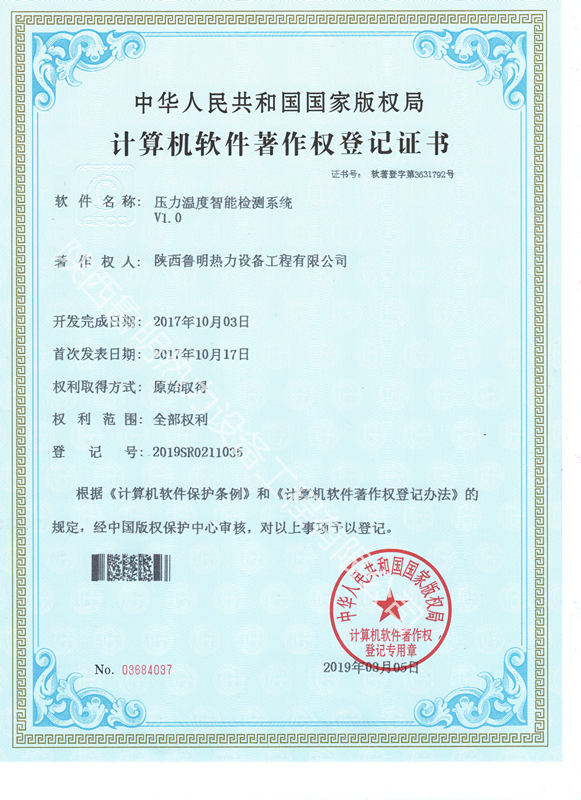 中华人民共和国国家版权局
计算机软件著作权登记证书
证书号: 软著登字第3631792号
软件名称: 压力温度智能检测系统
V1.0
著作权人: 陕西鲁明热力设备工程有限公司
开发完成日期: 2017年10月03日
首次发表日期: 2017年10月17日
权利取得方式: 原始取得
权利范围: 全部权利
登记号: 2019SR0211035
根据《计算机软件保护条例》和《计算机软件著作权登记办法》的
规定,经中国版权保护中心审核,对以上事项予以登记。
中华人民共和国国家版权局
计算机软件著作权
登记专用章
No. 03684037
2019年03月05日
陕西鲁明热力设备工程有限公司